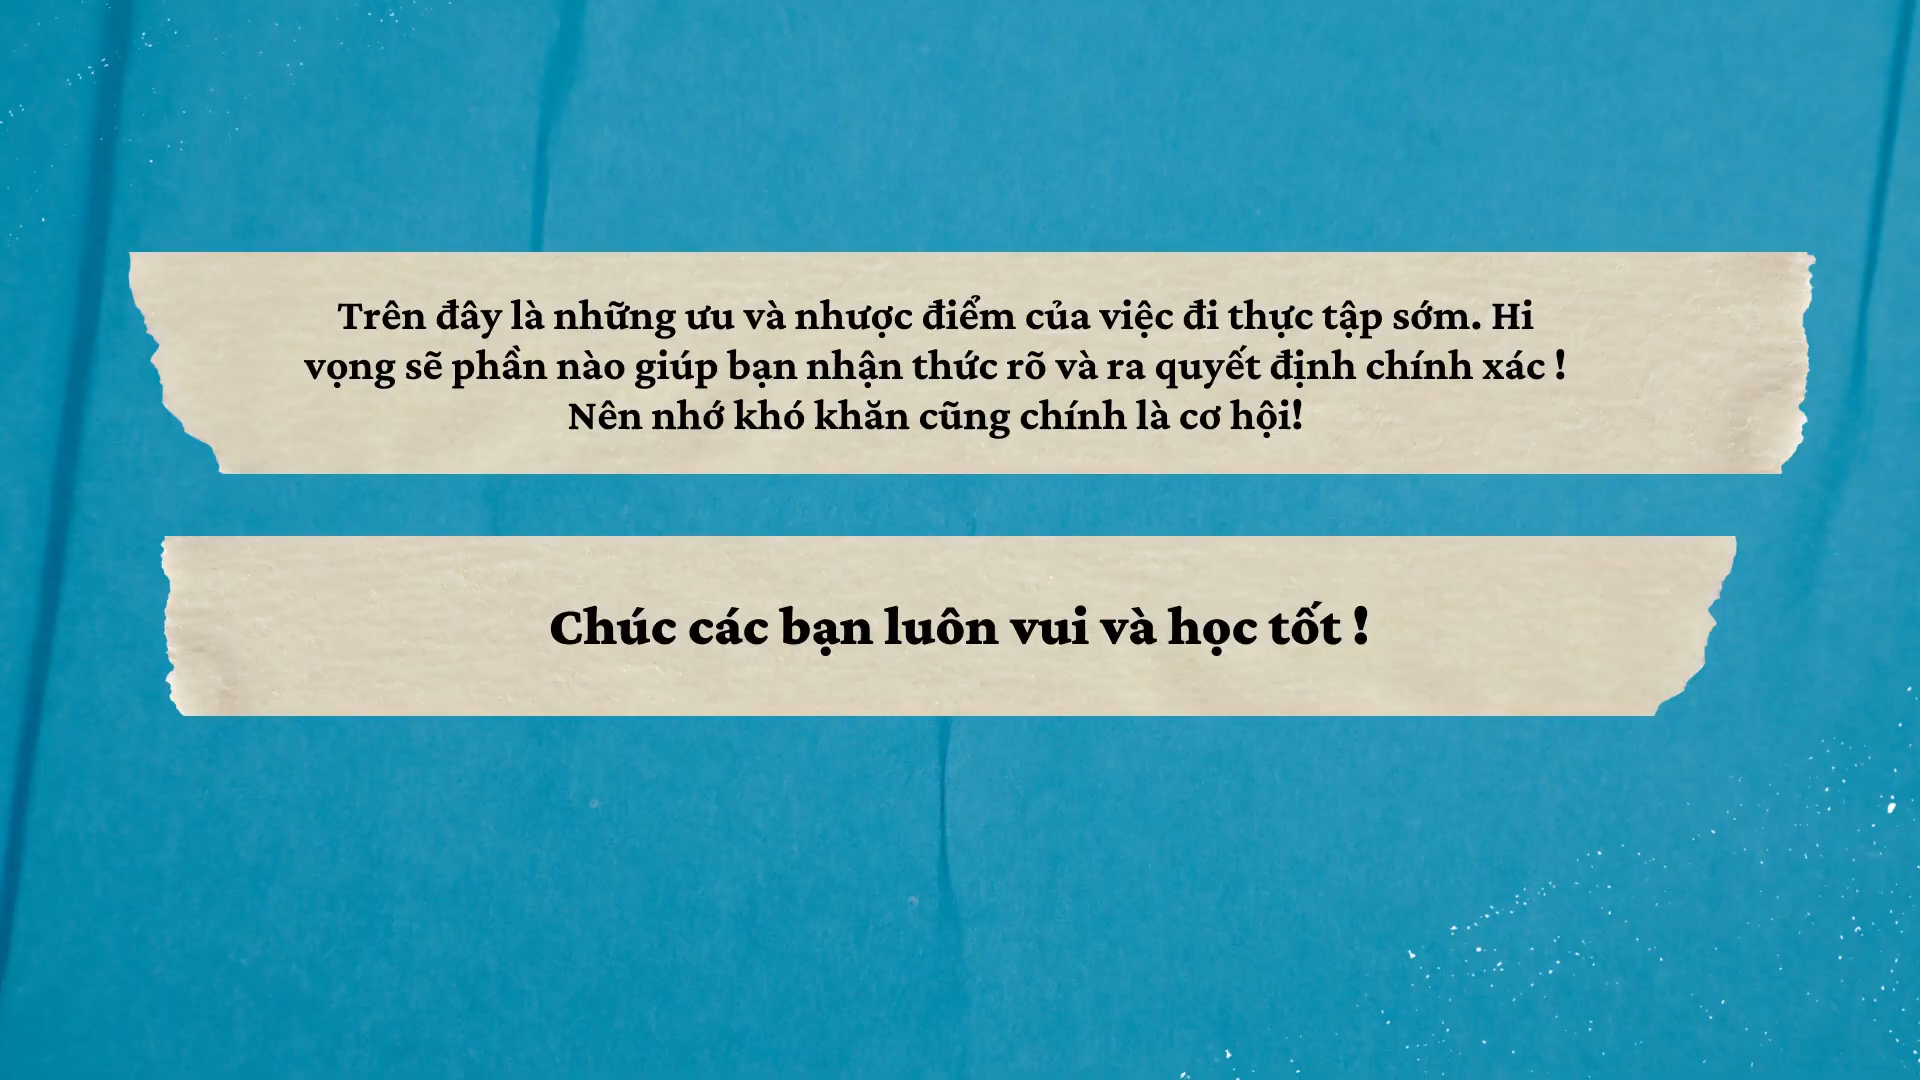 Trên đây là những ưu và nhược điểm của việc đi thực tập sớm. Hi
vọng sẽ phần nào giúp bạn nhận thức rõ và ra quyết định chính xác !
Nên nhớ khó khăn cũng chính là cơ hội!
Chúc các bạn luôn vui và học tốt !